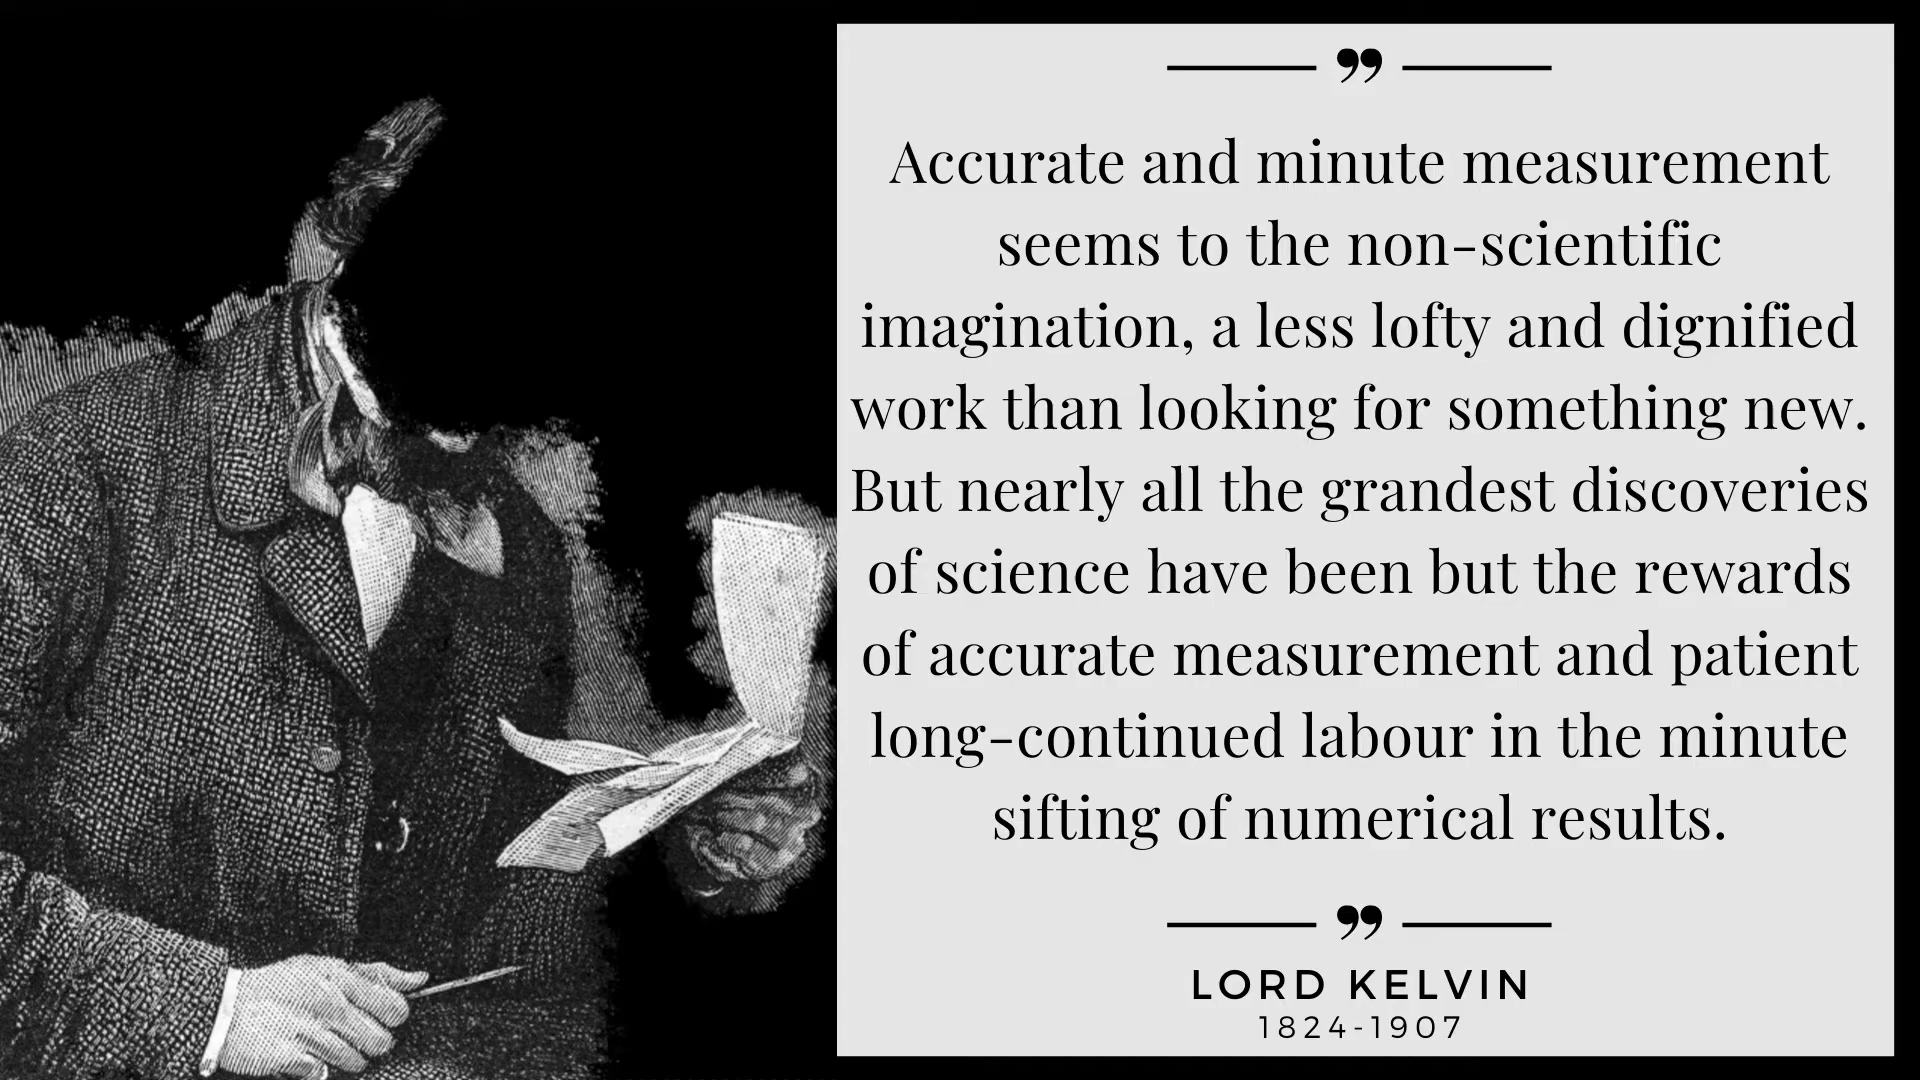 ”
Accurate and minute measurement
seems to the non-scientific
imagination, a less lofty and dignified
work than looking for something new.
But nearly all the grandest discoveries
of science have been but the rewards
of accurate measurement and patient
long-continued labour in the minute
sifting of numerical results.
”
LORD KELVIN
1824-1907